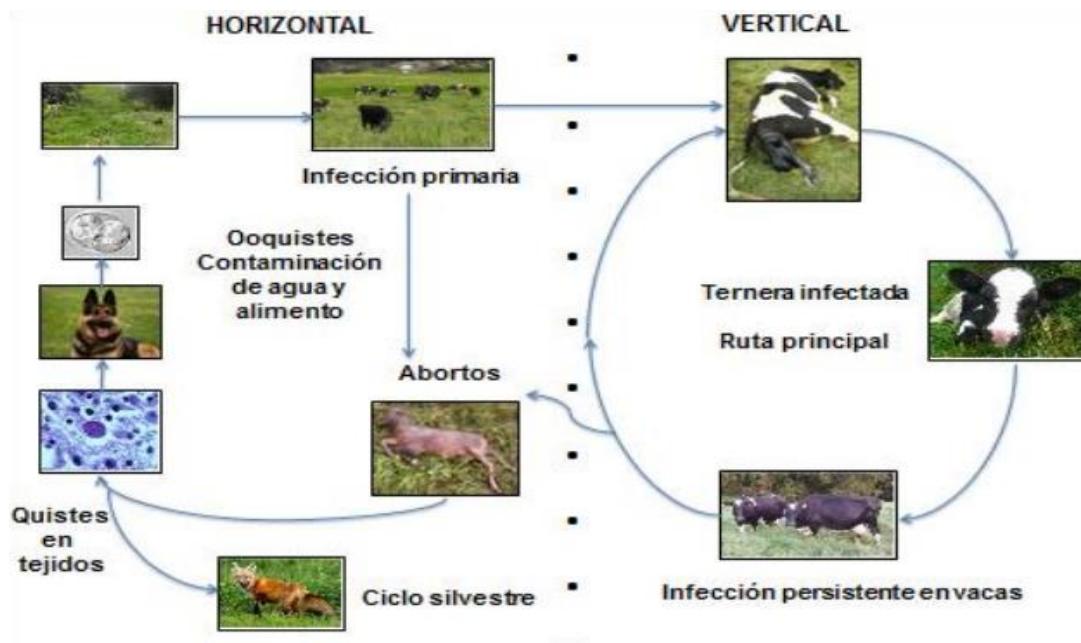 HORIZONTAL
VERTICAL
Infección primaria
Ooquistes
Contaminación
de agua y
alimento
Ternera infectada
Ruta principal
Abortos
Quistes
en
tejidos
Ciclo silvestre
Infección persistente en vacas